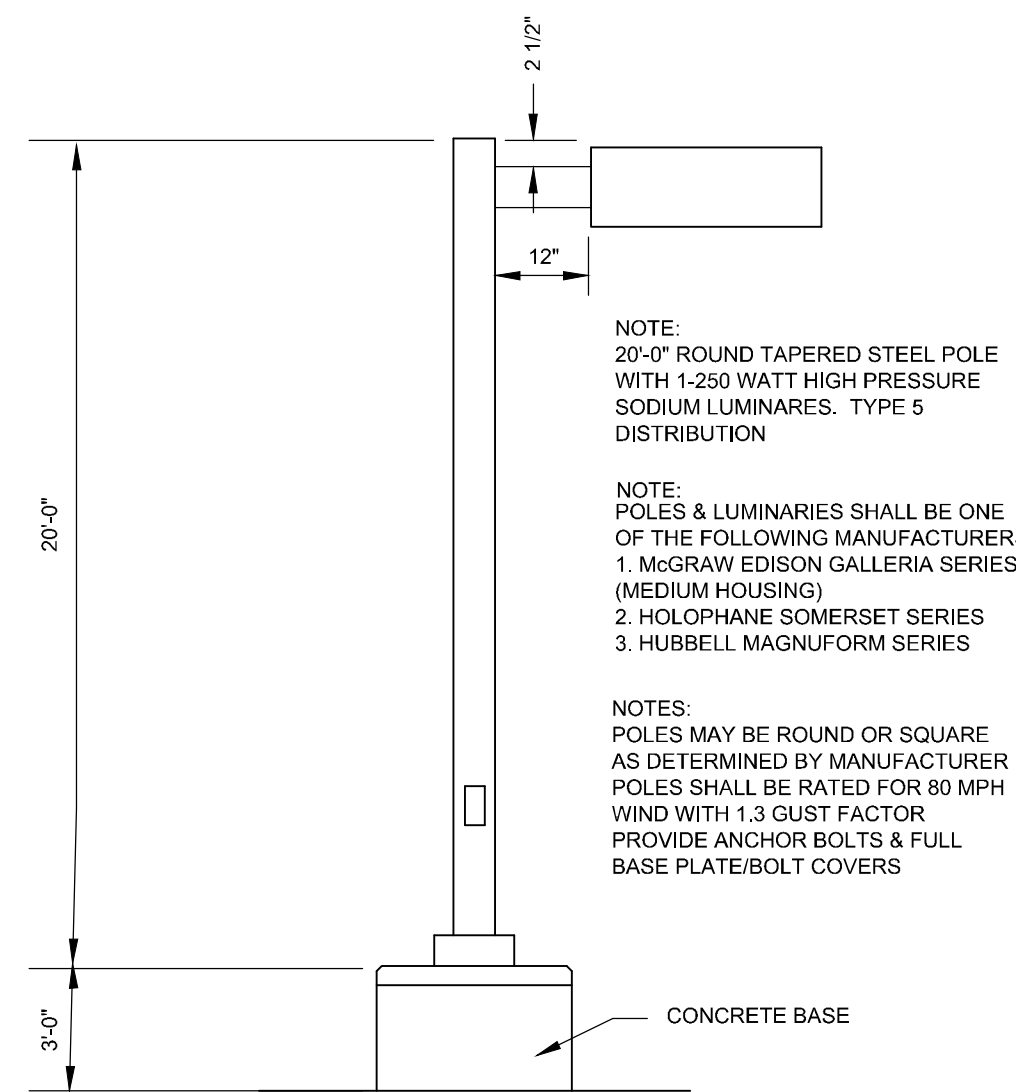 2 1/2"
12"
NOTE:
20'-0" ROUND TAPERED STEEL POLE
WITH 1-250 WATT HIGH PRESSURE
SODIUM LUMINARES. TYPE 5
DISTRIBUTION
NOTE:
POLES & LUMINARIES SHALL BE ONE
OF THE FOLLOWING MANUFACTURERS
1. McGRAW EDISON GALLERIA SERIES
(MEDIUM HOUSING)
2. HOLOPHANE SOMERSET SERIES
3. HUBBELL MAGNUFORM SERIES
20'-0"
NOTES:
POLES MAY BE ROUND OR SQUARE
AS DETERMINED BY MANUFACTURER
POLES SHALL BE RATED FOR 80 MPH
WIND WITH 1.3 GUST FACTOR
PROVIDE ANCHOR BOLTS & FULL
BASE PLATE/BOLT COVERS
3'-0"
CONCRETE BASE